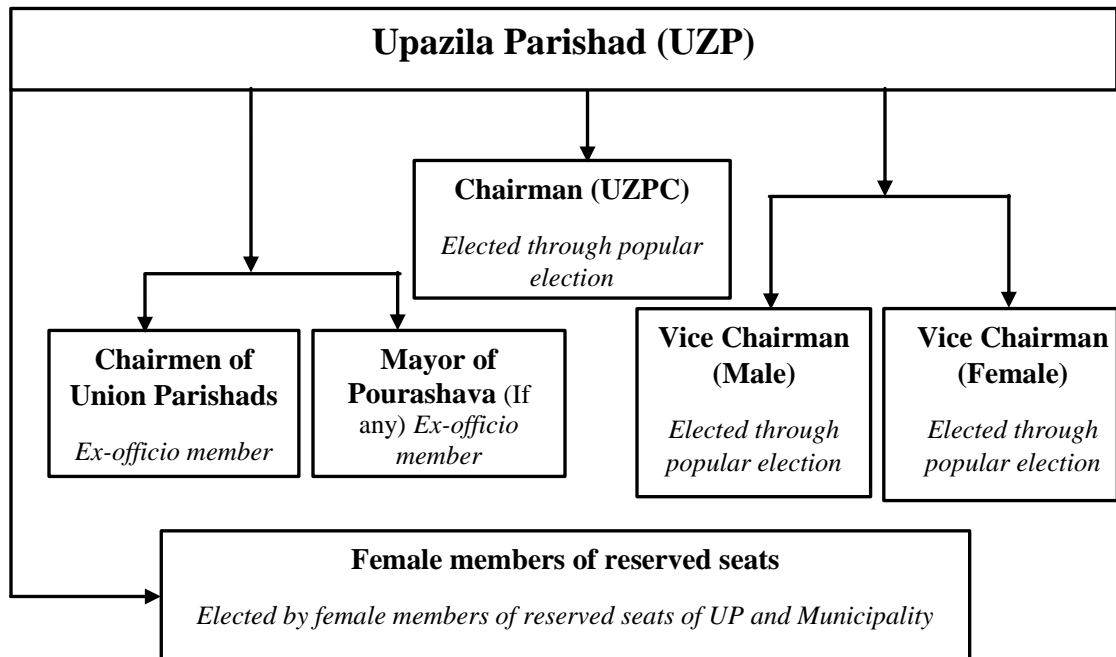 Upazila Parishad (UZP)
Chairman (UZPC)
Elected through popular
election
Chairmen of
Union Parishads
Ex-officio member
Mayor of
Pourashava (If
any) Ex-officio
member
Vice Chairman
(Male)
Elected through
popular election
Vice Chairman
(Female)
Elected through
popular election
Female members of reserved seats
Elected by female members of reserved seats of UP and Municipality